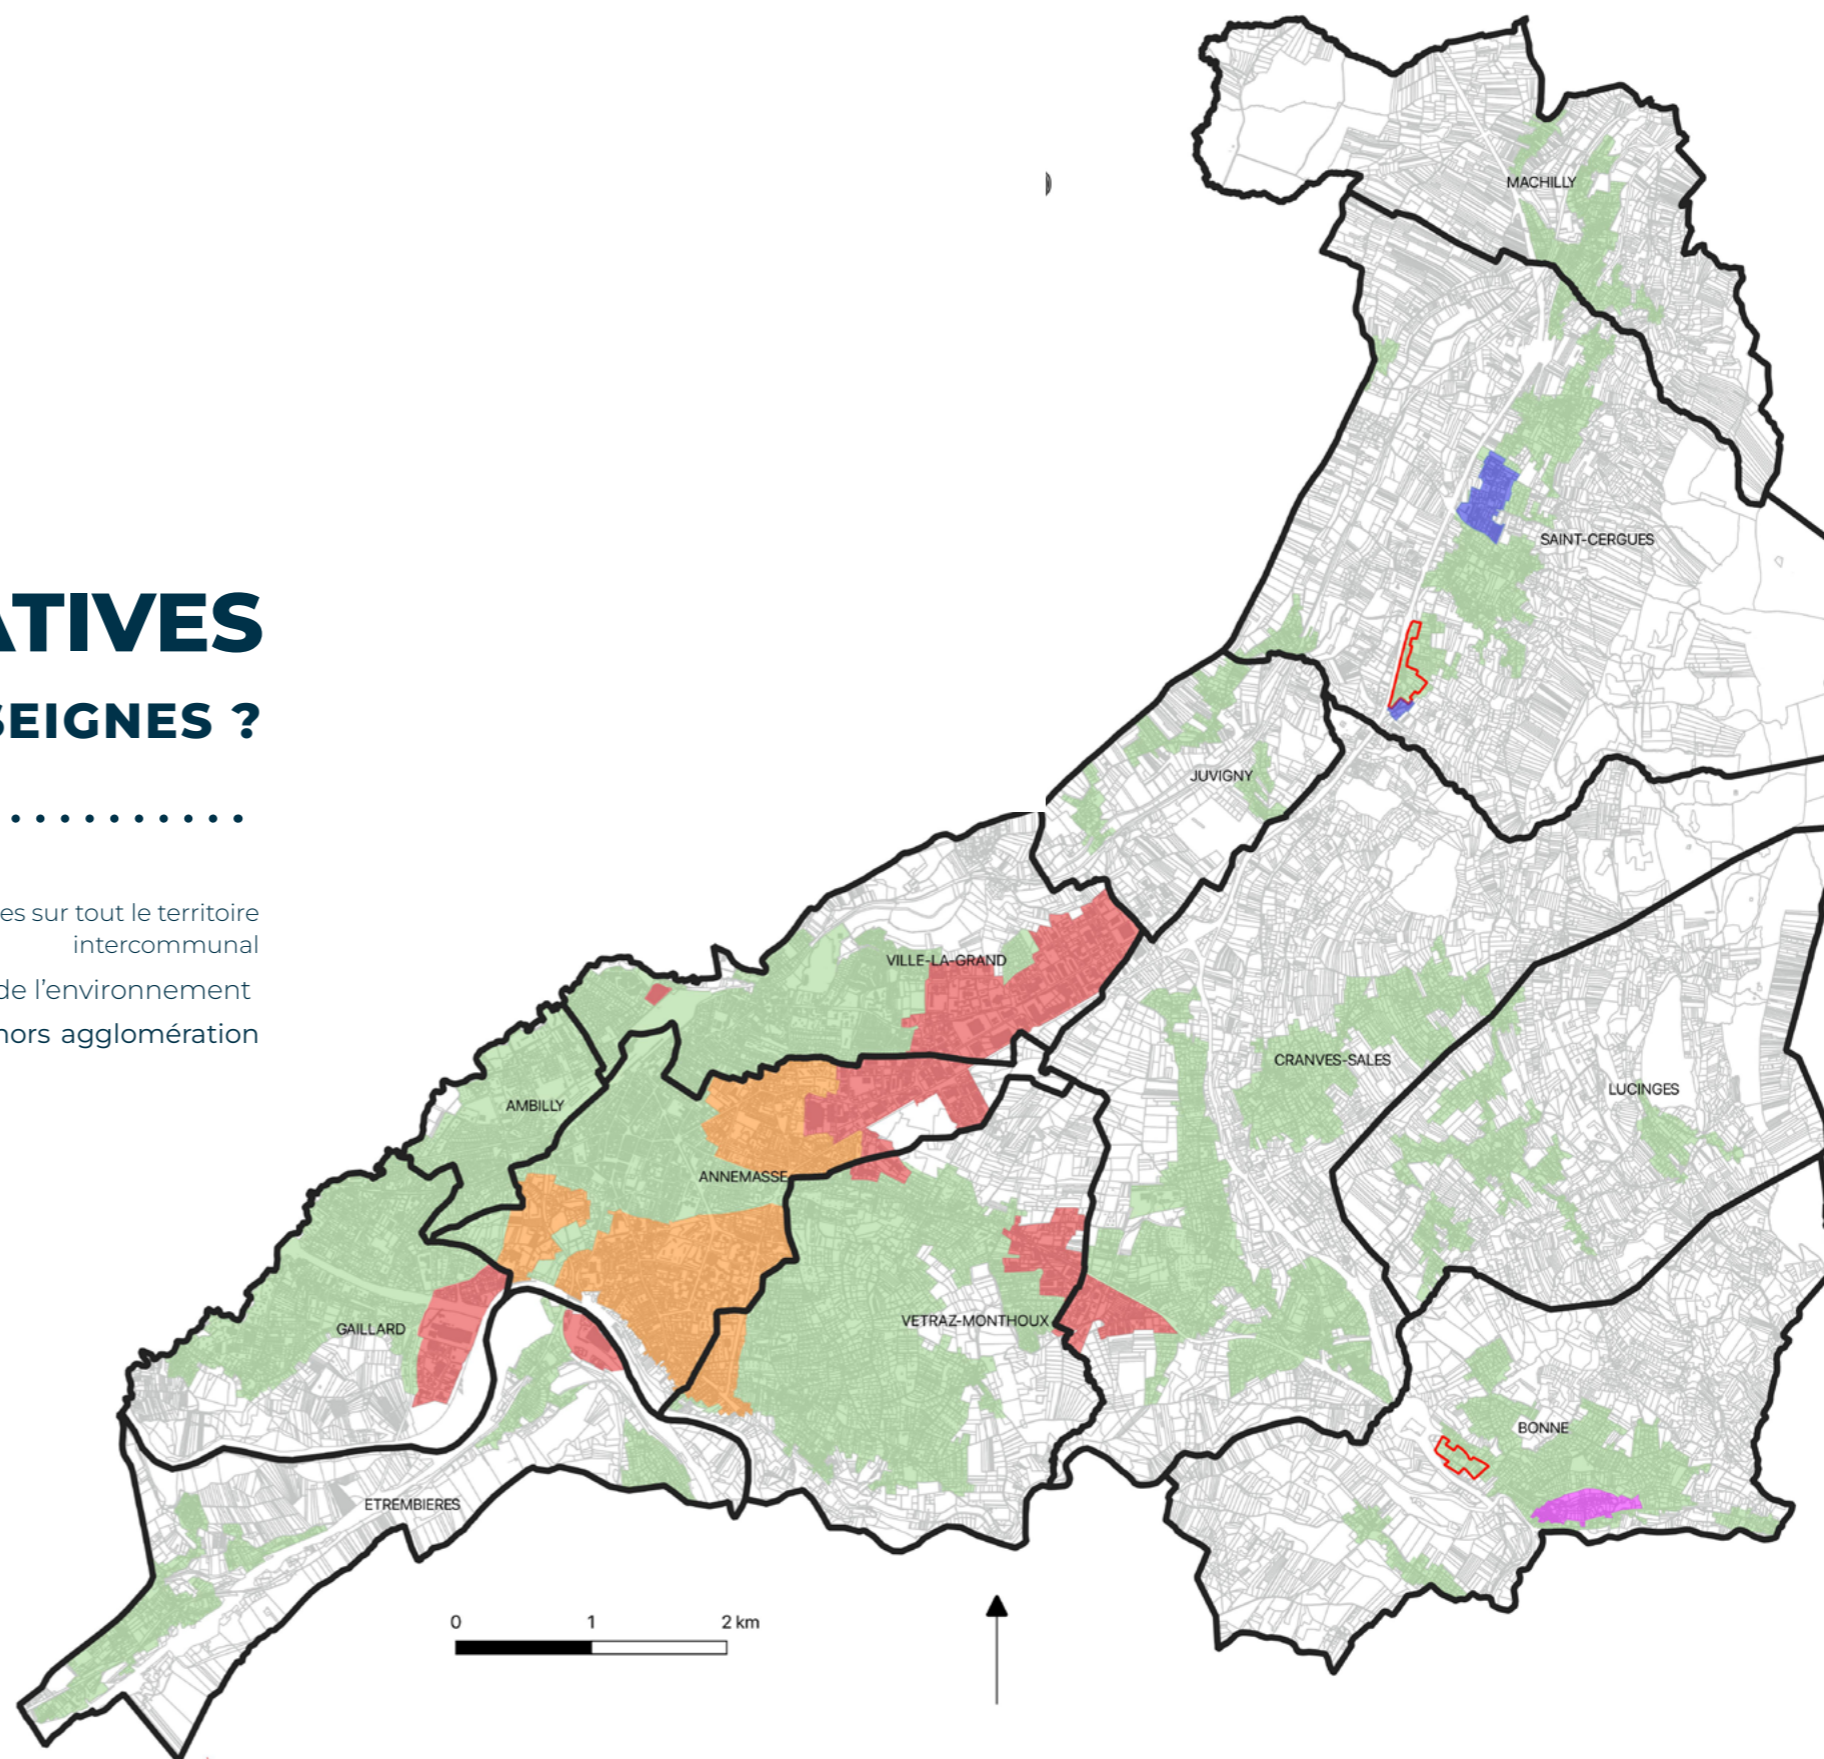 ATIVES
SEIGNES ?
es sur tout le territoire
intercommunal
de l'environnement
hors agglomération
MACHILLY
SAINT-CERGUES
JUVIGNY
VILLE-LA-GRAND
CRANVES-SALES
LUCINGES
AMBILLY
ANNEMASSE
VETRAZ-MONTHOUX
GAILLARD
BONNE
ETREMBIERES
0 1 2 km